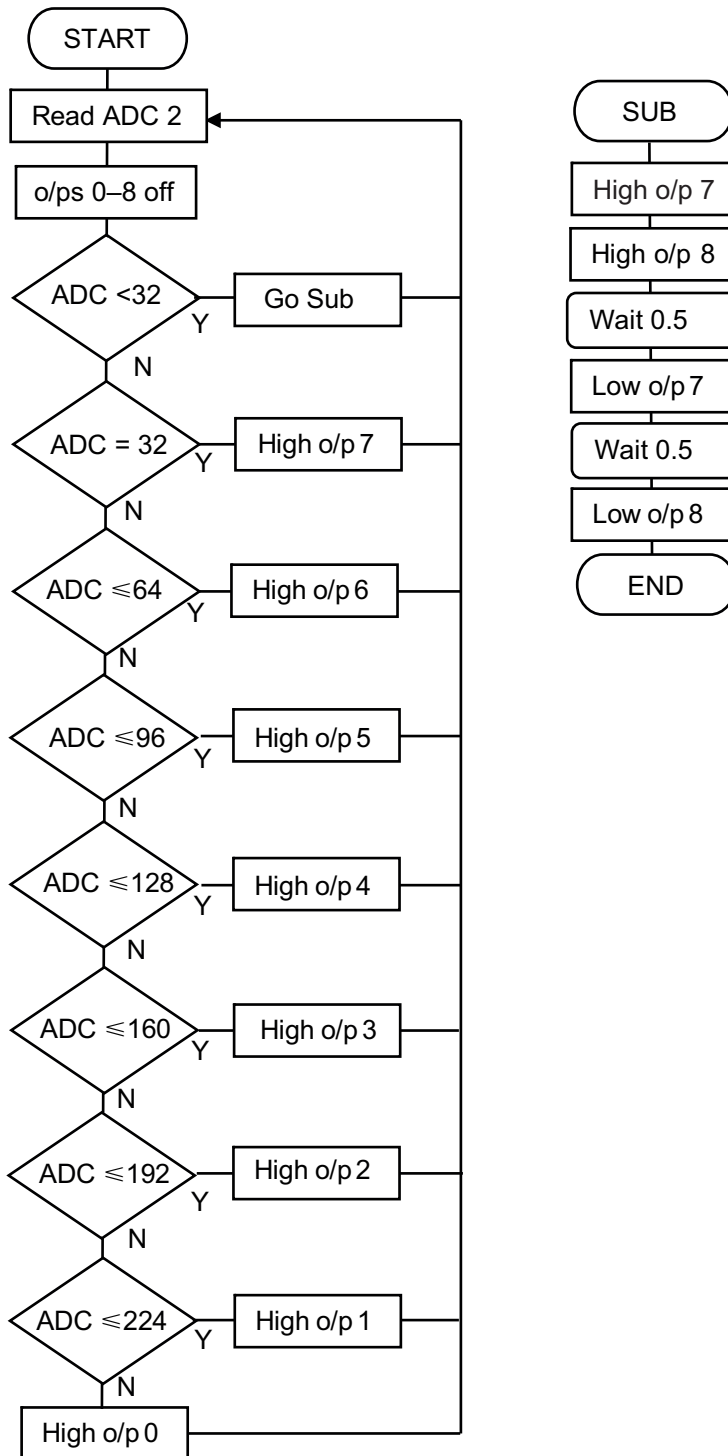 START
Read ADC 2
o/ps 0–8 off
ADC <32
Y
Go Sub
N
ADC = 32
Y
High o/p 7
N
ADC ≤64
Y
High o/p 6
N
ADC ≤96
Y
High o/p 5
N
ADC ≤128
Y
High o/p 4
N
ADC ≤160
Y
High o/p 3
N
ADC ≤192
Y
High o/p 2
N
ADC ≤224
Y
High o/p 1
N
High o/p 0
SUB
High o/p 7
High o/p 8
Wait 0.5
Low o/p 7
Wait 0.5
Low o/p 8
END